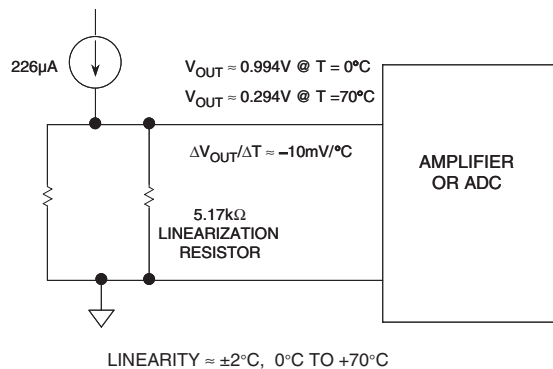 226µA
V_OUT ≈ 0.994V @ T = 0°C
V_OUT ≈ 0.294V @ T =70°C
ΔV_OUT/ΔT ≈ –10mV/°C
AMPLIFIER
OR ADC
5.17kΩ
LINEARIZATION
RESISTOR
LINEARITY ≈ ±2°C, 0°C TO +70°C